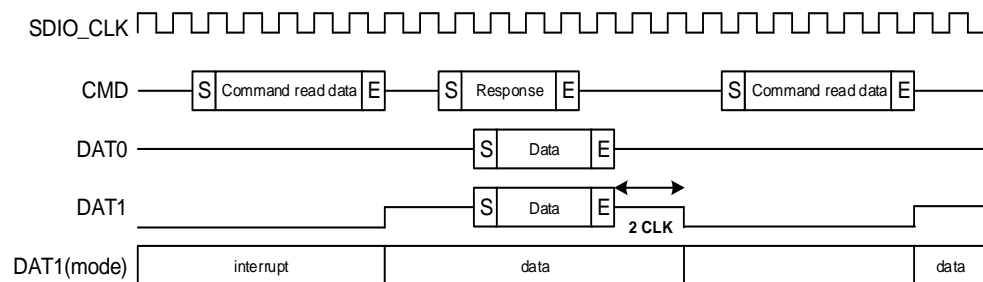 SDIO_CLK
CMD S Command read data E S Response E S Command read data E
DAT0 S Data E
DAT1 S Data E 2 CLK
DAT1(mode) interrupt data data